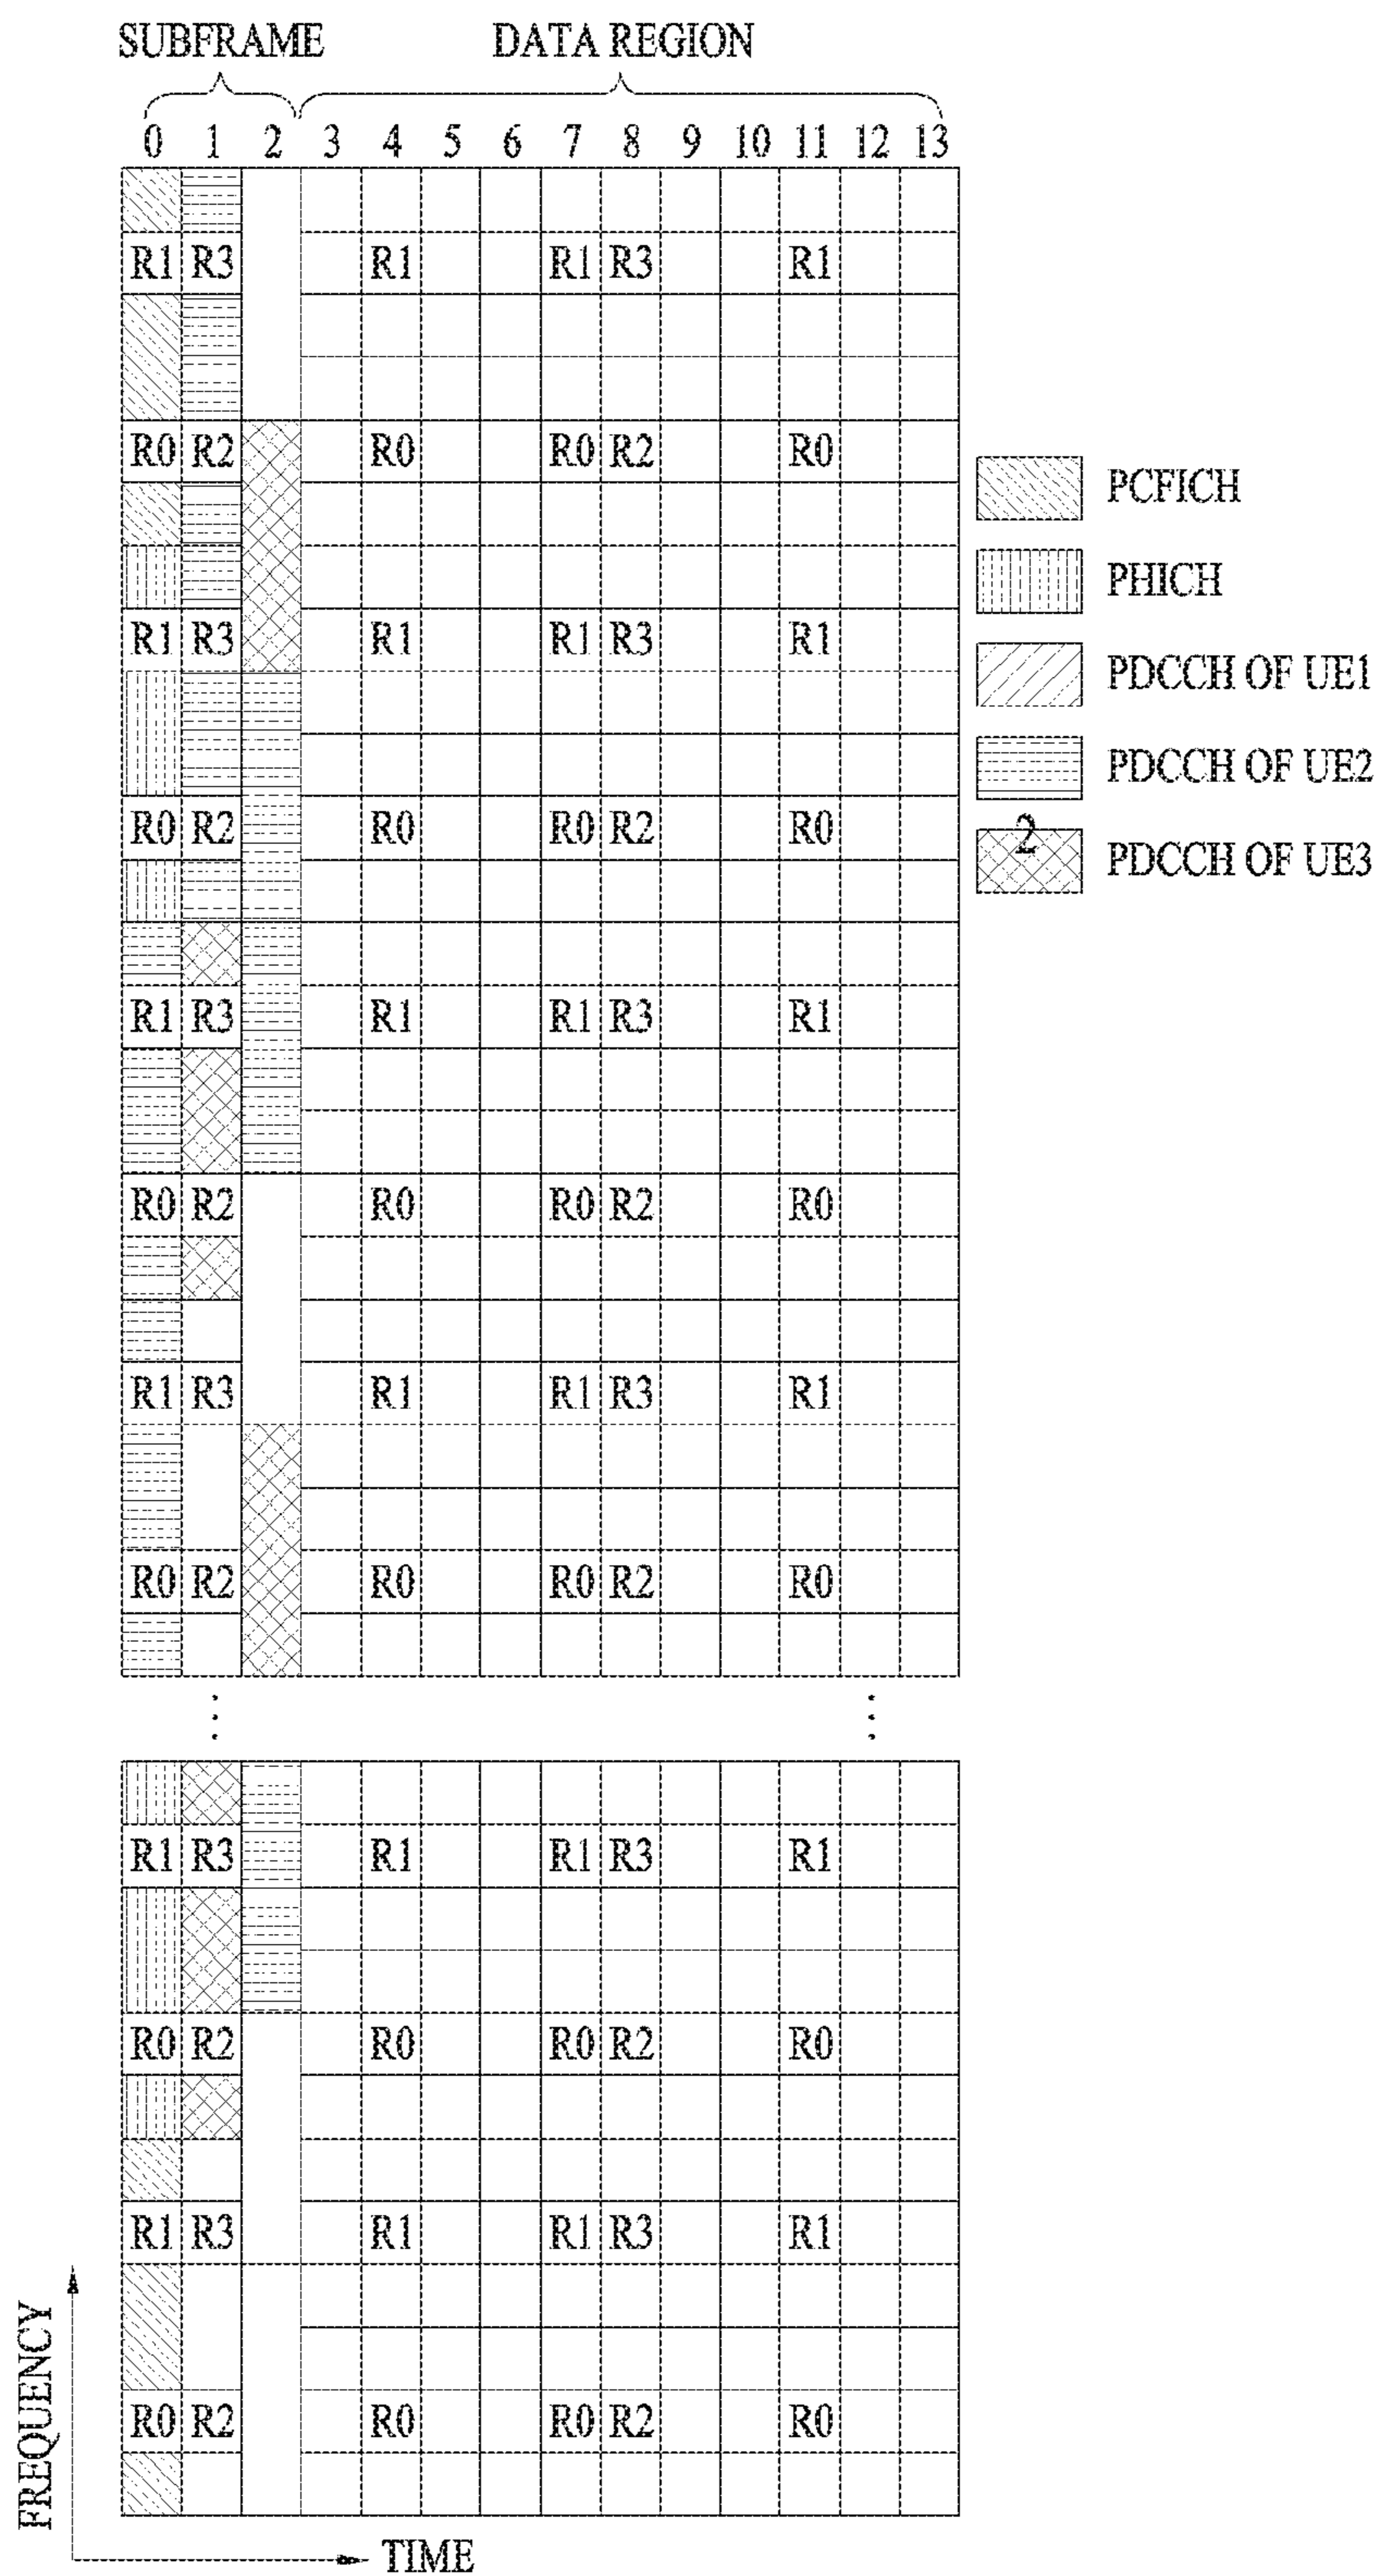 SUBFRAME DATA REGION
0 1 2 3 4 5 6 7 8 9 10 11 12 13
R1 R3 R1 R1 R3 R1
R0 R2 R0 R0 R2 R0
PCFICH
PHICH
R1 R3 R1 R1 R3 R1
PDCCH OF UE1
PDCCH OF UE2
R0 R2 R0 R0 R2 R0
2
PDCCH OF UE3
R1 R3 R1 R1 R3 R1
R0 R2 R0 R0 R2 R0
R1 R3 R1 R1 R3 R1
R0 R2 R0 R0 R2 R0
R1 R3 R1 R1 R3 R1
R0 R2 R0 R0 R2 R0
R1 R3 R1 R1 R3 R1
R0 R2 R0 R0 R2 R0
FREQUENCY
TIME